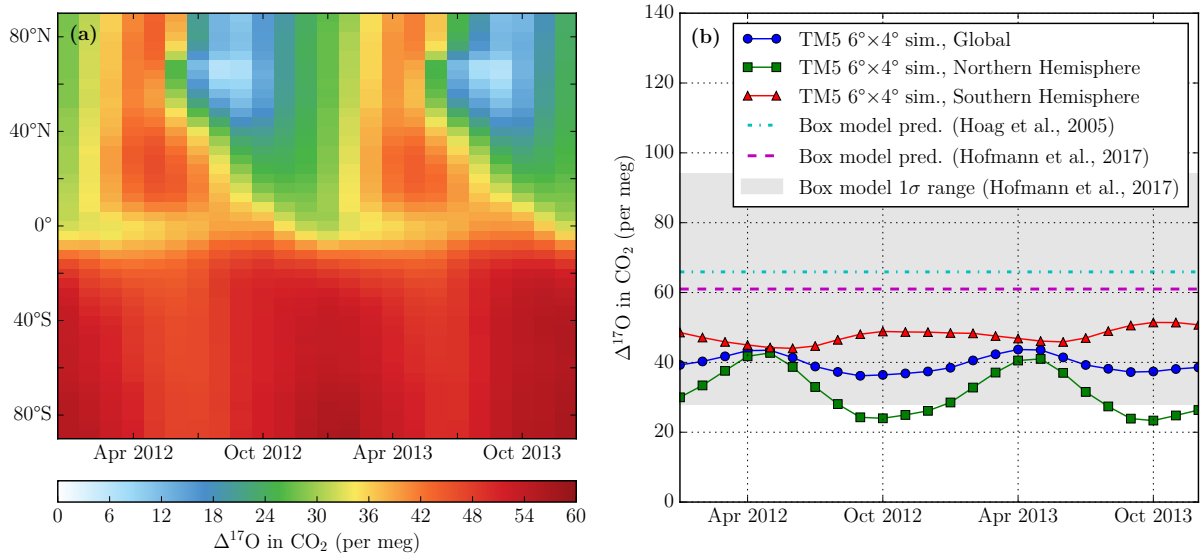 (a)
80°N
40°N
0°
40°S
80°S
Apr 2012
Oct 2012
Apr 2013
Oct 2013
0 6 12 18 24 30 36 42 48 54 60
Δ¹⁷O in CO₂ (per meg)
(b)
TM5 6°×4° sim., Global
TM5 6°×4° sim., Northern Hemisphere
TM5 6°×4° sim., Southern Hemisphere
Box model pred. (Hoag et al., 2005)
Box model pred. (Hofmann et al., 2017)
Box model 1σ range (Hofmann et al., 2017)
Δ¹⁷O in CO₂ (per meg)
140
120
100
80
60
40
20
0
Apr 2012
Oct 2012
Apr 2013
Oct 2013